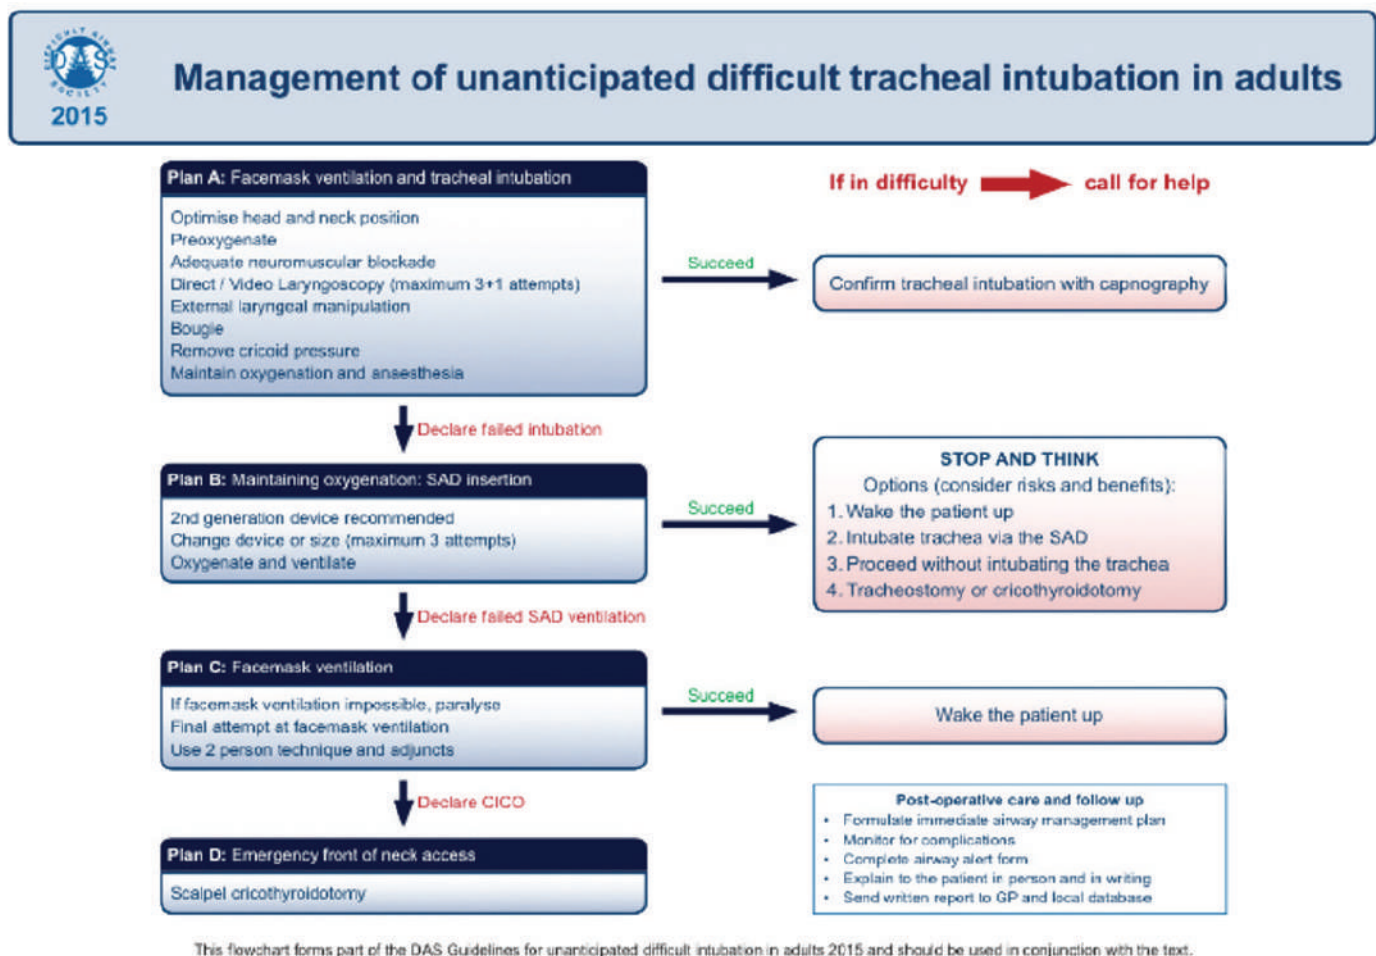 DIFFICULT AIRWAY
DAS
SOCIETY
2015
Management of unanticipated difficult tracheal intubation in adults
Plan A: Facemask ventilation and tracheal intubation
Optimise head and neck position
Preoxygenate
Adequate neuromuscular blockade
Direct / Video Laryngoscopy (maximum 3+1 attempts)
External laryngeal manipulation
Bougie
Remove cricoid pressure
Maintain oxygenation and anaesthesia
If in difficulty
call for help
Succeed
Confirm tracheal intubation with capnography
Declare failed intubation
Plan B: Maintaining oxygenation: SAD insertion
2nd generation device recommended
Change device or size (maximum 3 attempts)
Oxygenate and ventilate
Succeed
STOP AND THINK
Options (consider risks and benefits):
1. Wake the patient up
2. Intubate trachea via the SAD
3. Proceed without intubating the trachea
4. Tracheostomy or cricothyroidotomy
Declare failed SAD ventilation
Plan C: Facemask ventilation
If facemask ventilation impossible, paralyse
Final attempt at facemask ventilation
Use 2 person technique and adjuncts
Succeed
Wake the patient up
Declare CICO
Plan D: Emergency front of neck access
Scalpel cricothyroidotomy
Post-operative care and follow up
• Formulate immediate airway management plan
• Monitor for complications
• Complete airway alert form
• Explain to the patient in person and in writing
• Send written report to GP and local database
This flowchart forms part of the DAS Guidelines for unanticipated difficult intubation in adults 2015 and should be used in conjunction with the text.